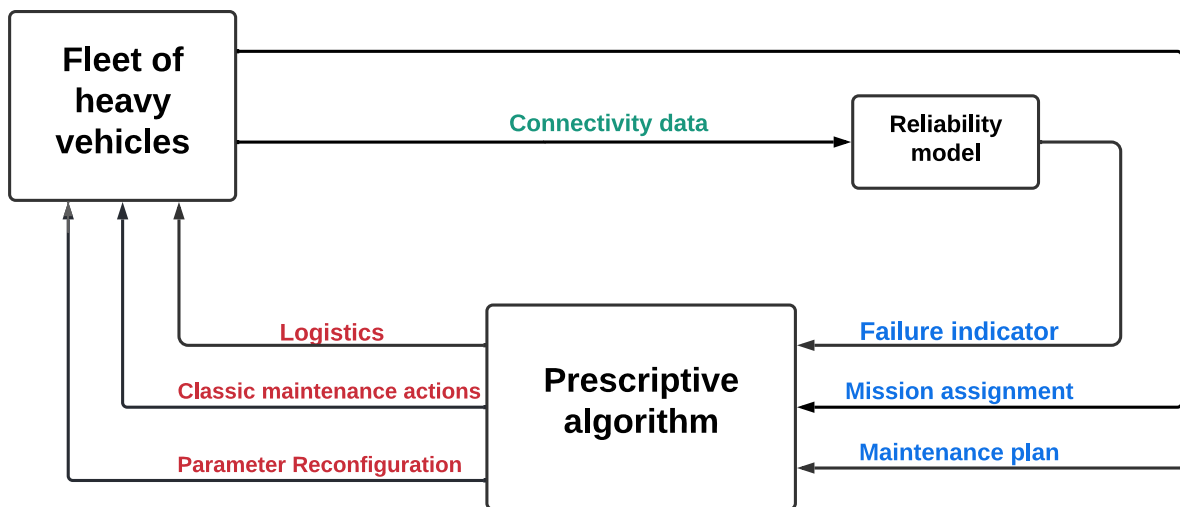 Fleet of
heavy
vehicles
Connectivity data
Reliability
model
Logistics
Classic maintenance actions
Parameter Reconfiguration
Prescriptive
algorithm
Failure indicator
Mission assignment
Maintenance plan